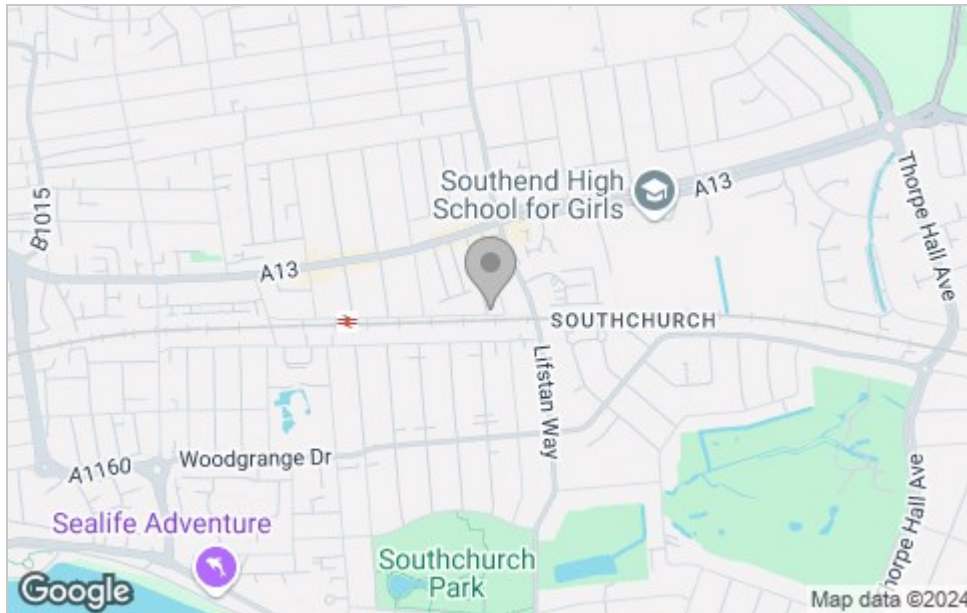 B1015
A13
Southend High
School for Girls
A13
Thorpe Hall Ave
SOUTHCHURCH
Lifstan Way
Woodgrange Dr
A1160
Sealife Adventure
Southchurch
Park
horpe Hall Ave
Google
Map data ©2024